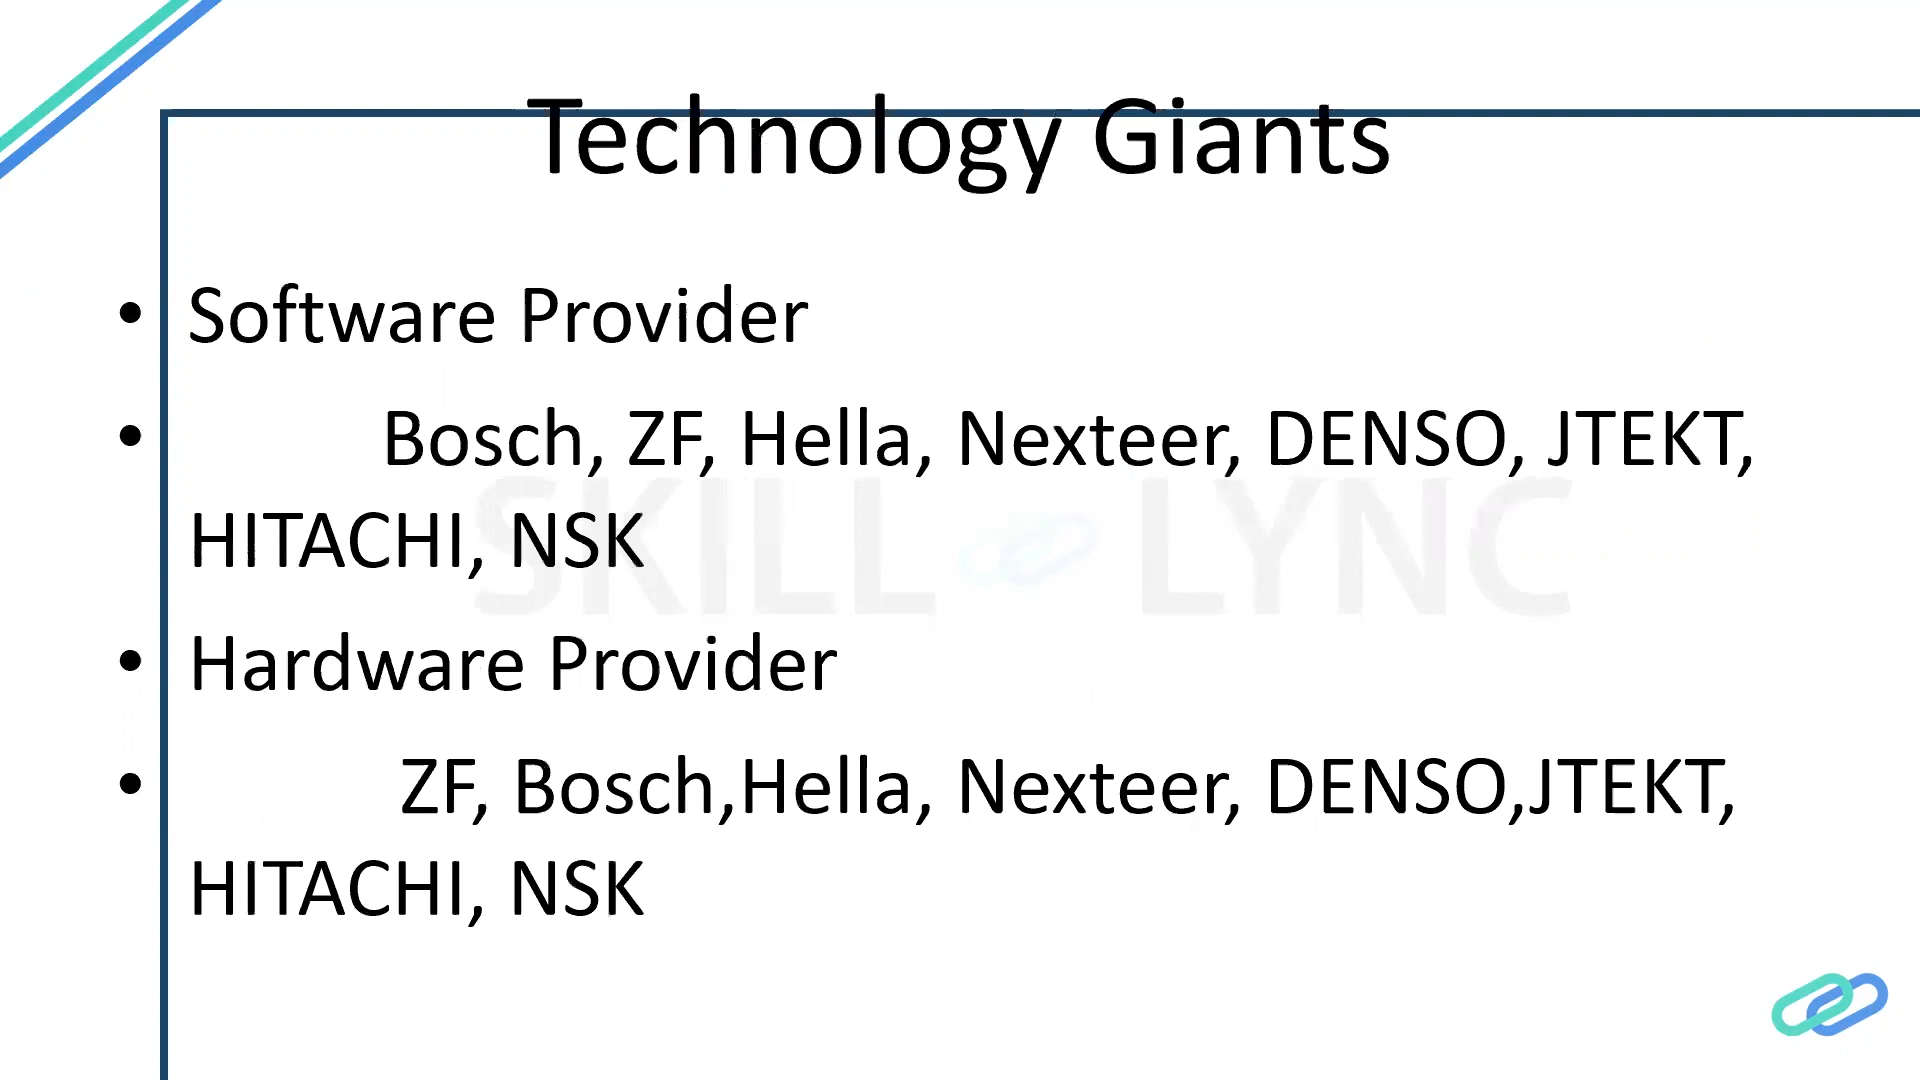 Technology Giants
• Software Provider
• Bosch, ZF, Hella, Nexteer, DENSO, JTEKT,
HITACHI, NSK
SKILL LYNC
• Hardware Provider
• ZF, Bosch,Hella, Nexteer, DENSO,JTEKT,
HITACHI, NSK